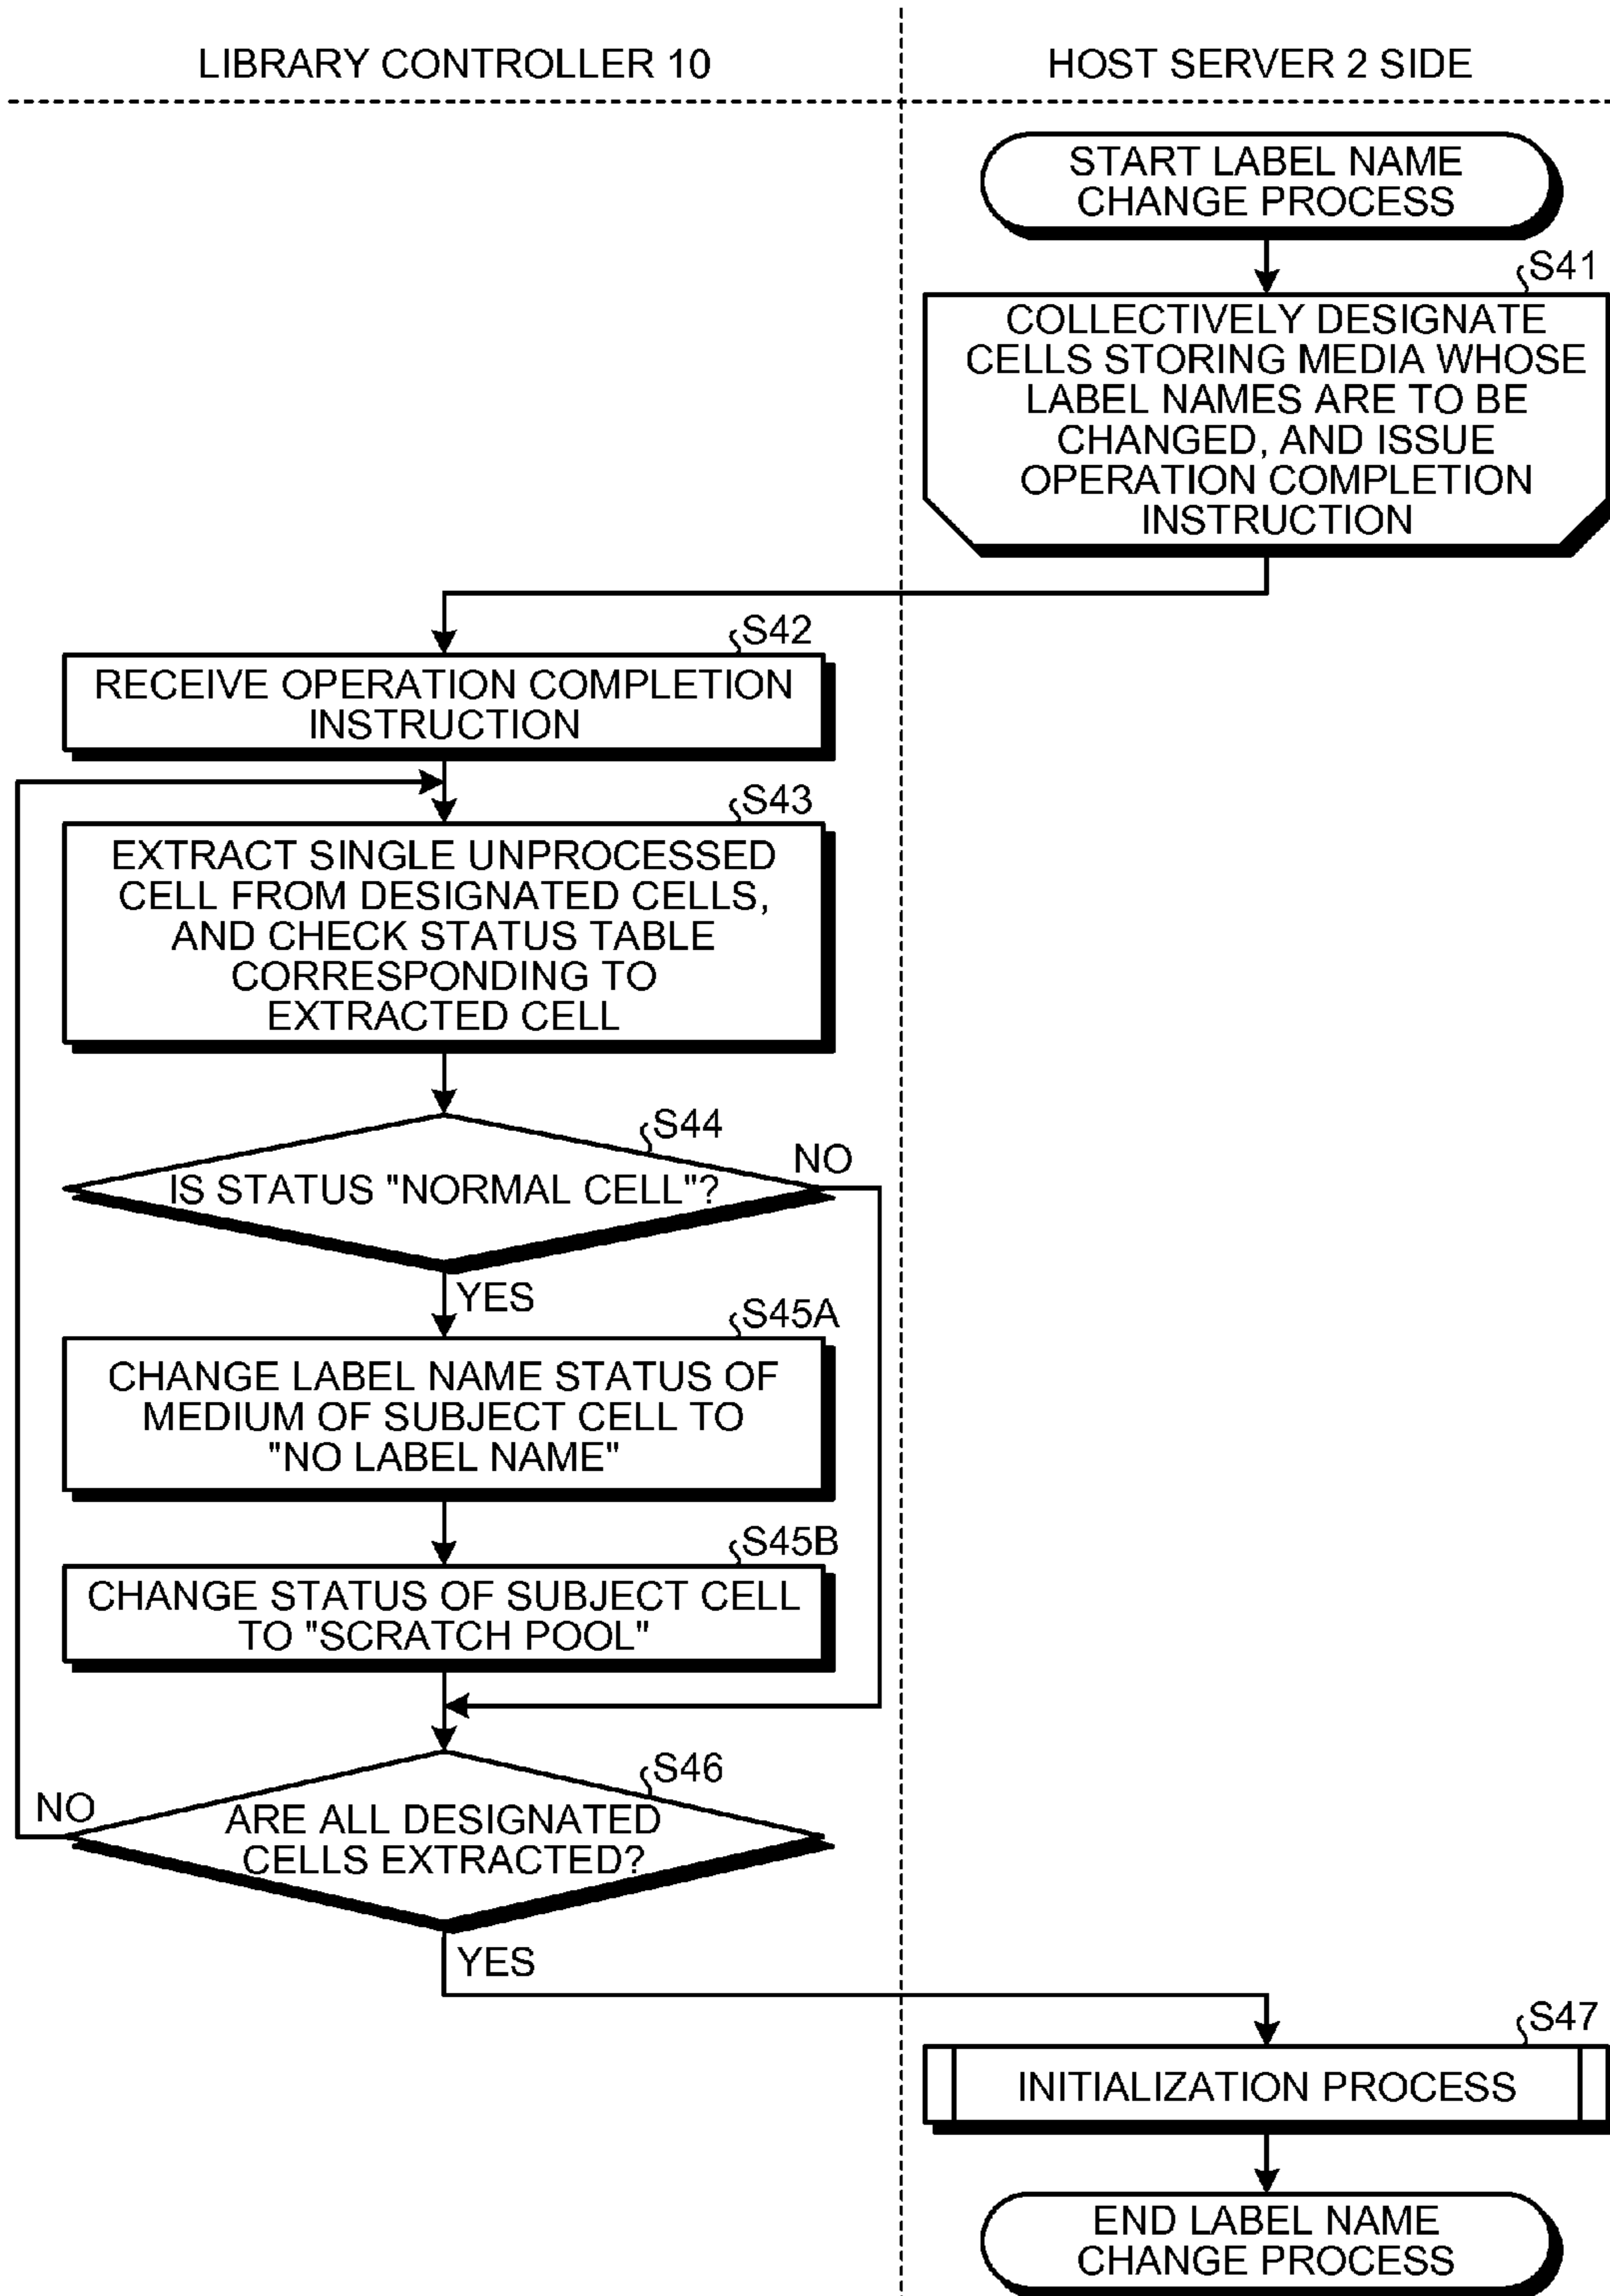 LIBRARY CONTROLLER 10
HOST SERVER 2 SIDE
START LABEL NAME
CHANGE PROCESS
S41
COLLECTIVELY DESIGNATE
CELLS STORING MEDIA WHOSE
LABEL NAMES ARE TO BE
CHANGED, AND ISSUE
OPERATION COMPLETION
INSTRUCTION
S42
RECEIVE OPERATION COMPLETION
INSTRUCTION
S43
EXTRACT SINGLE UNPROCESSED
CELL FROM DESIGNATED CELLS,
AND CHECK STATUS TABLE
CORRESPONDING TO
EXTRACTED CELL
S44
NO
IS STATUS "NORMAL CELL"?
YES
S45A
CHANGE LABEL NAME STATUS OF
MEDIUM OF SUBJECT CELL TO
"NO LABEL NAME"
S45B
CHANGE STATUS OF SUBJECT CELL
TO "SCRATCH POOL"
S46
NO
ARE ALL DESIGNATED
CELLS EXTRACTED?
YES
S47
INITIALIZATION PROCESS
END LABEL NAME
CHANGE PROCESS